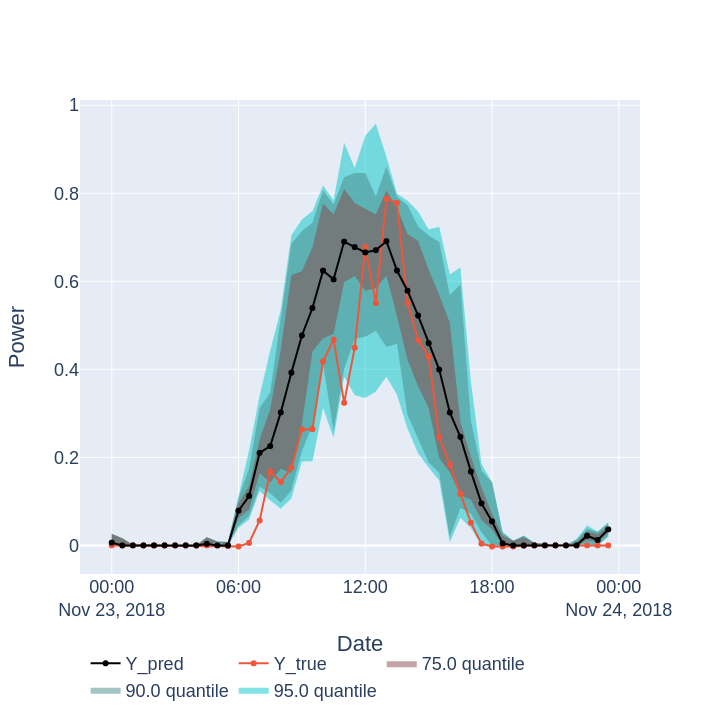 1
0.8
0.6
0.4
0.2
0
Power
00:00 06:00 12:00 18:00 00:00
Nov 23, 2018 Nov 24, 2018
Date
Y_pred Y_true 75.0 quantile
90.0 quantile 95.0 quantile